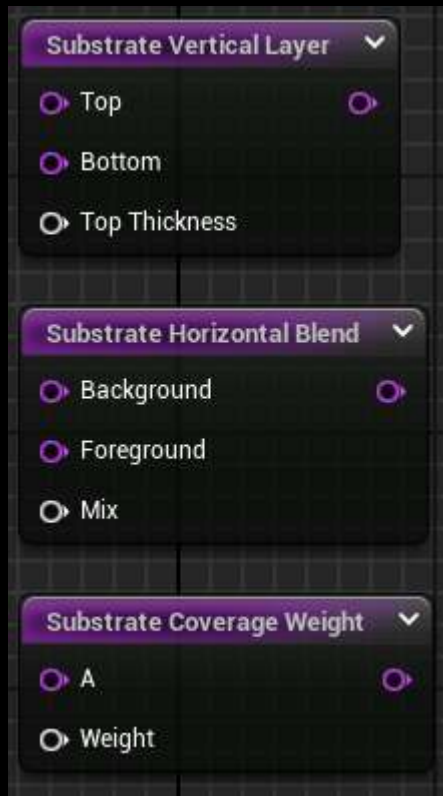 Substrate Vertical Layer
Top
Bottom
Top Thickness
Substrate Horizontal Blend
Background
Foreground
Mix
Substrate Coverage Weight
A
Weight